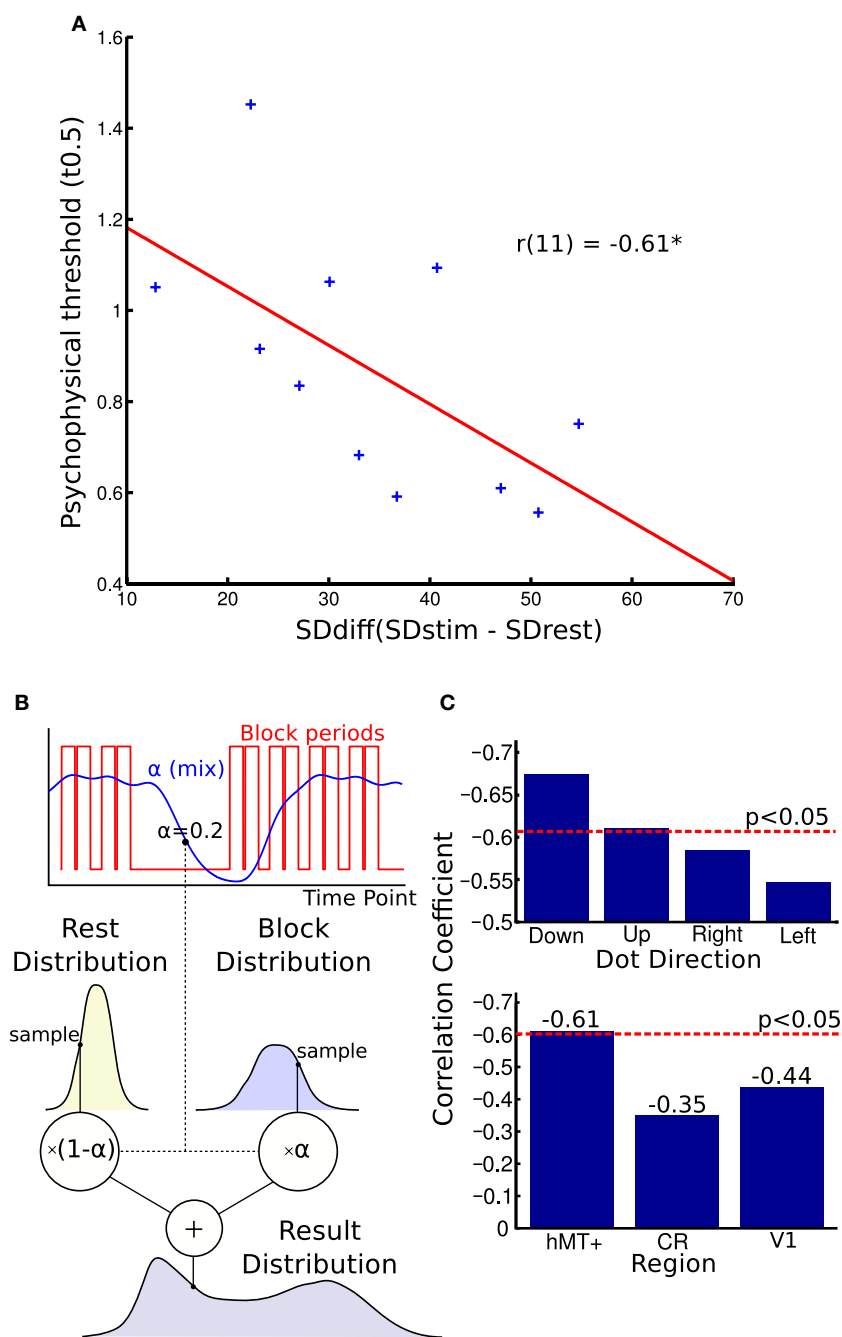 A
1.6
1.4
1.2
1
0.8
0.6
0.4
Psychophysical threshold (t0.5)
r(11) = -0.61*
10 20 30 40 50 60 70
SDdiff(SDstim - SDrest)
B
Block periods
α (mix)
α=0.2
Time Point
Rest
Distribution
Block
Distribution
sample
sample
×(1-α)
×α
+
Result
Distribution
C
Correlation Coefficient
−0.7
−0.65
−0.6
−0.55
−0.5
p<0.05
Down Up Right Left
Dot Direction
−0.7
−0.6
−0.5
−0.4
−0.3
−0.2
−0.1
0
p<0.05
-0.61
-0.35
-0.44
hMT+ CR V1
Region